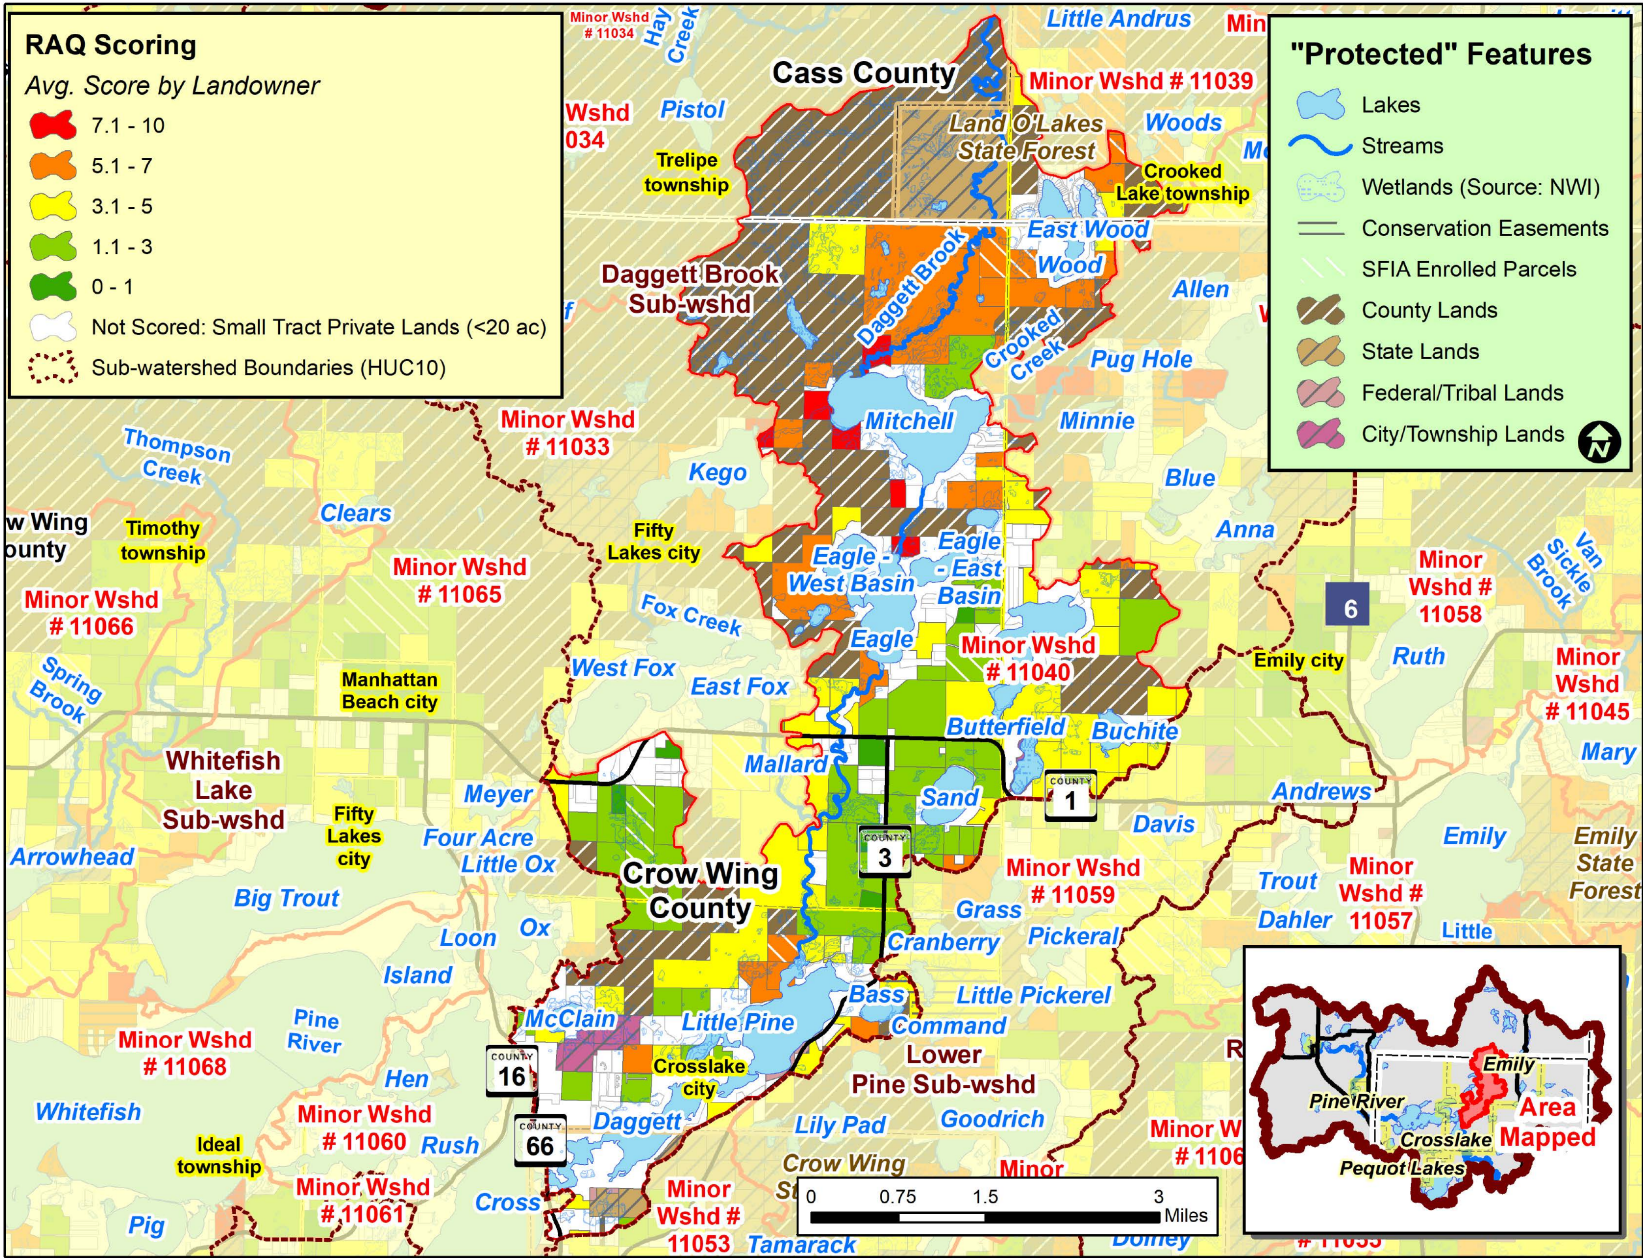 RAQ Scoring
Avg. Score by Landowner
7.1 - 10
5.1 - 7
3.1 - 5
1.1 - 3
0 - 1
Not Scored: Small Tract Private Lands (<20 ac)
Sub-watershed Boundaries (HUC10)
"Protected" Features
Lakes
Streams
Wetlands (Source: NWI)
Conservation Easements
SFIA Enrolled Parcels
County Lands
State Lands
Federal/Tribal Lands
City/Township Lands
N
Minor Wshd
# 11034
Hay
Creek
Little Andrus
Min
Cass County
Minor Wshd # 11039
Wshd
034
Pistol
Land O'Lakes
State Forest
Woods
Trelipe
township
Crooked
Lake township
East Wood
Wood
Daggett Brook
Sub-wshd
Daggett Brook
Allen
Crooked
Creek
Pug Hole
Minor Wshd
# 11033
Mitchell
Minnie
Thompson
Creek
Kego
Blue
Clears
w Wing
ounty
Timothy
township
Fifty
Lakes city
Anna
Eagle -
West Basin
Eagle
- East
Basin
Van
Sickle
Brook
Minor Wshd
# 11065
Minor
Wshd #
11058
Minor Wshd
# 11066
6
Fox Creek
Eagle
Minor Wshd
# 11040
Emily city
Ruth
Minor
Wshd
# 11045
Spring
Brook
West Fox
East Fox
Manhattan
Beach city
Butterfield
Buchite
Mary
Whitefish
Lake
Sub-wshd
Mallard
Meyer
Sand
COUNTY
1
Andrews
Fifty
Lakes
city
Four Acre
Little Ox
COUNTY
3
Davis
Emily
Emily
State
Forest
Arrowhead
Crow Wing
County
Minor Wshd
# 11059
Minor
Wshd #
11057
Trout
Dahler
Big Trout
Grass
Loon
Ox
Cranberry
Pickeral
Little
Island
Bass
Little Pickerel
McClain
Little Pine
Command
Pine
River
Minor Wshd
# 11068
COUNTY
16
Crosslake
city
Lower
Pine Sub-wshd
Hen
Whitefish
Minor Wshd
# 11060
Rush
COUNTY
66
Daggett
Lily Pad
Goodrich
Minor W
# 1106
Ideal
township
Crow Wing
St
Minor
Minor Wshd
# 11061
Cross
Minor
Wshd #
11053
Pig
Tamarack
0 0.75 1.5 3
Miles
Emily
Pine River
Area
Mapped
Crosslake
Pequot Lakes